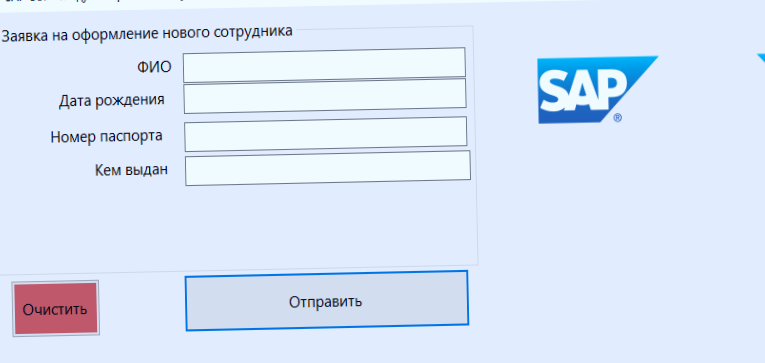 Заявка на оформление нового сотрудника
ФИО
Дата рождения
Номер паспорта
Кем выдан
SAP®
Очистить
Отправить